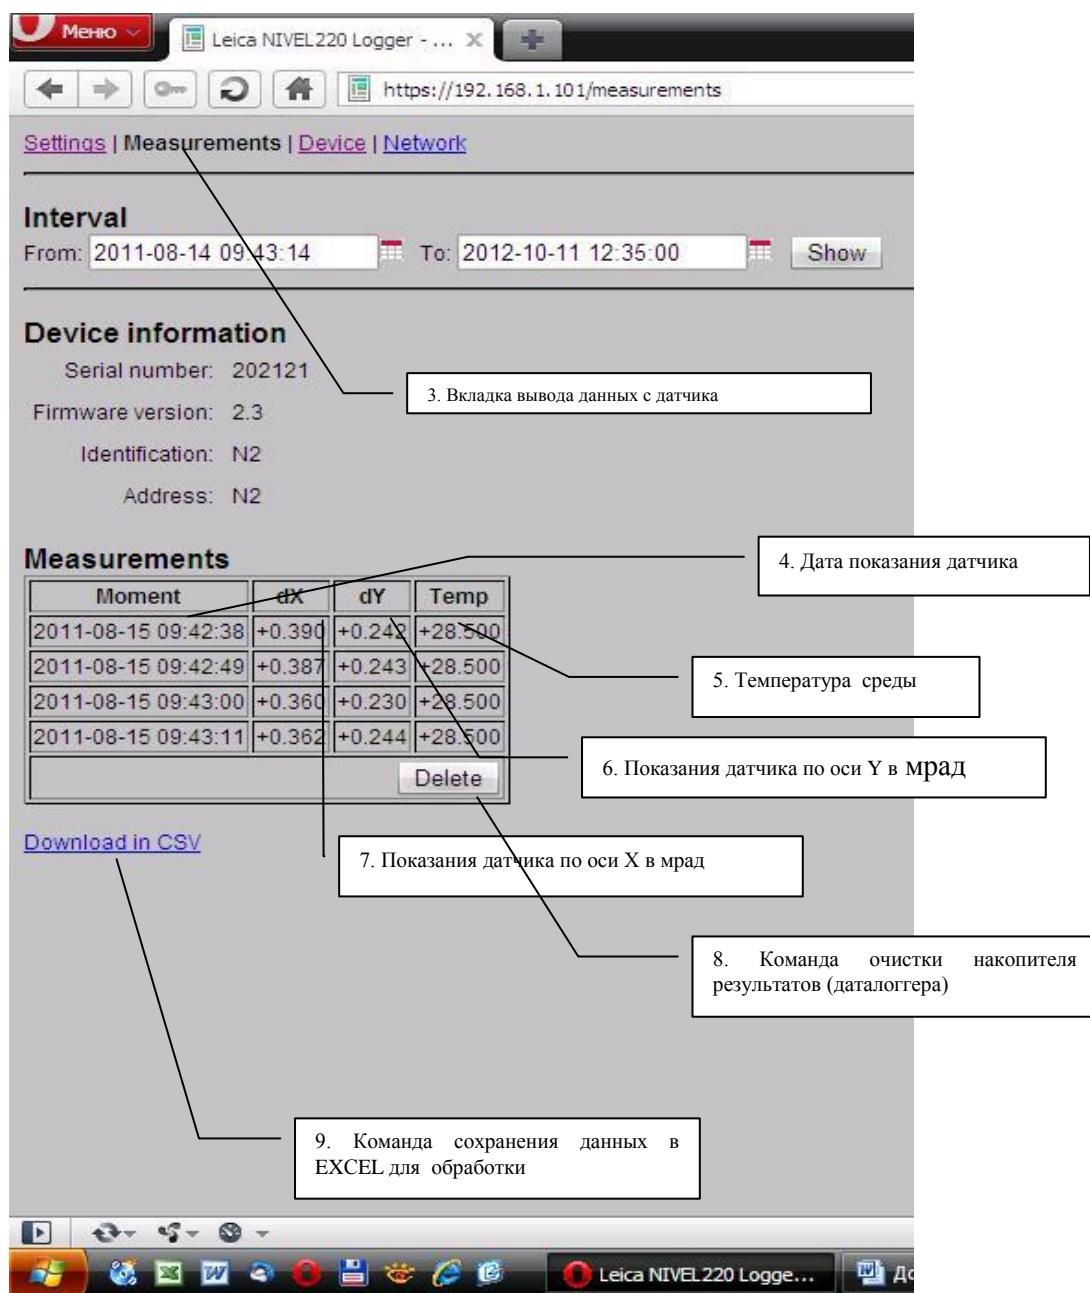 Меню
Leica NIVEL220 Logger - ...
https://192.168.1.101/measurements
Settings | Measurements | Device | Network
Interval
From: 2011-08-14 09:43:14 To: 2012-10-11 12:35:00 Show
Device information
Serial number: 202121
3. Вкладка вывода данных с датчика
Firmware version: 2.3
Identification: N2
Address: N2
Measurements
4. Дата показания датчика
Moment dX dY Temp
2011-08-15 09:42:38 +0.390 +0.242 +28.500
2011-08-15 09:42:49 +0.387 +0.243 +28.500
5. Температура среды
2011-08-15 09:43:00 +0.360 +0.230 +28.500
2011-08-15 09:43:11 +0.362 +0.244 +28.500
6. Показания датчика по оси Y в мрад
Delete
Download in CSV
7. Показания датчика по оси X в мрад
8. Команда очистки накопителя
результатов (даталоггера)
9. Команда сохранения данных в
EXCEL для обработки
Leica NIVEL220 Logge...
До